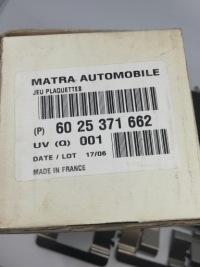 MATRA AUTOMOBILE
JEU PLAQUETTES
(P) 60 25 371 662
UV (Q) 001
DATE / LOT 17/06
MADE IN FRANCE